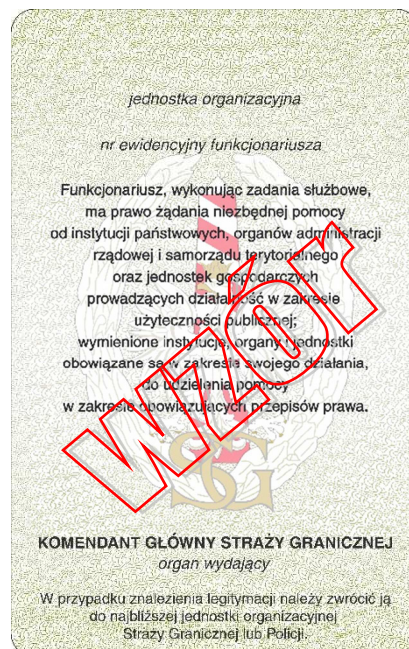 jednostka organizacyjna
nr ewidencyjny funkcjonariusza
Funkcjonariusz, wykonując zadania służbowe,
ma prawo żądania niezbędnej pomocy
od instytucji państwowych, organów administracji
rządowej i samorządu terytorialnego
oraz jednostek gospodarczych
prowadzących działalność w zakresie
użyteczności publicznej;
wymienione instytucje, organy i jednostki
obowiązane są w zakresie swojego działania,
do udzielenia pomocy
w zakresie obowiązujących przepisów prawa.
wzór
SG
KOMENDANT GŁÓWNY STRAŻY GRANICZNEJ
organ wydający
W przypadku znalezienia legitymacji należy zwrócić ją
do najbliższej jednostki organizacyjnej
Straży Granicznej lub Policji.